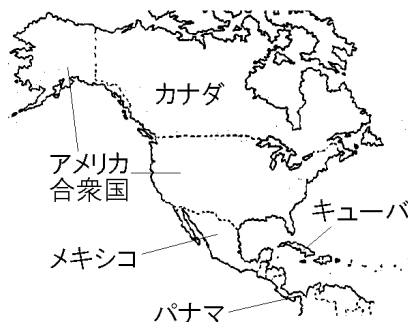 カナダ
アメリカ
合衆国
キューバ
メキシコ
パナマ